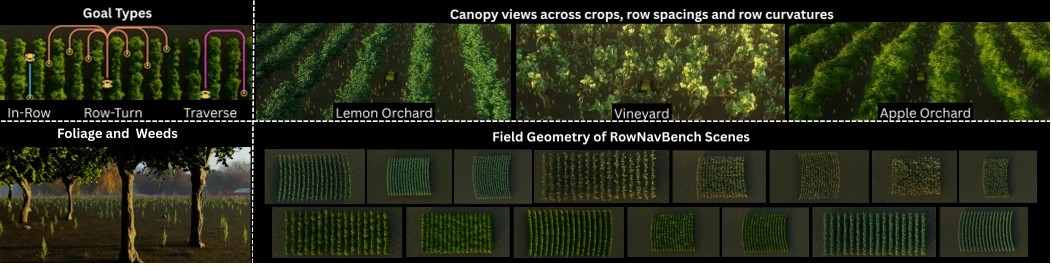 Goal Types
In-Row
Row-Turn
Traverse
Canopy views across crops, row spacings and row curvatures
Lemon Orchard
Vineyard
Apple Orchard
Foliage and Weeds
Field Geometry of RowNavBench Scenes